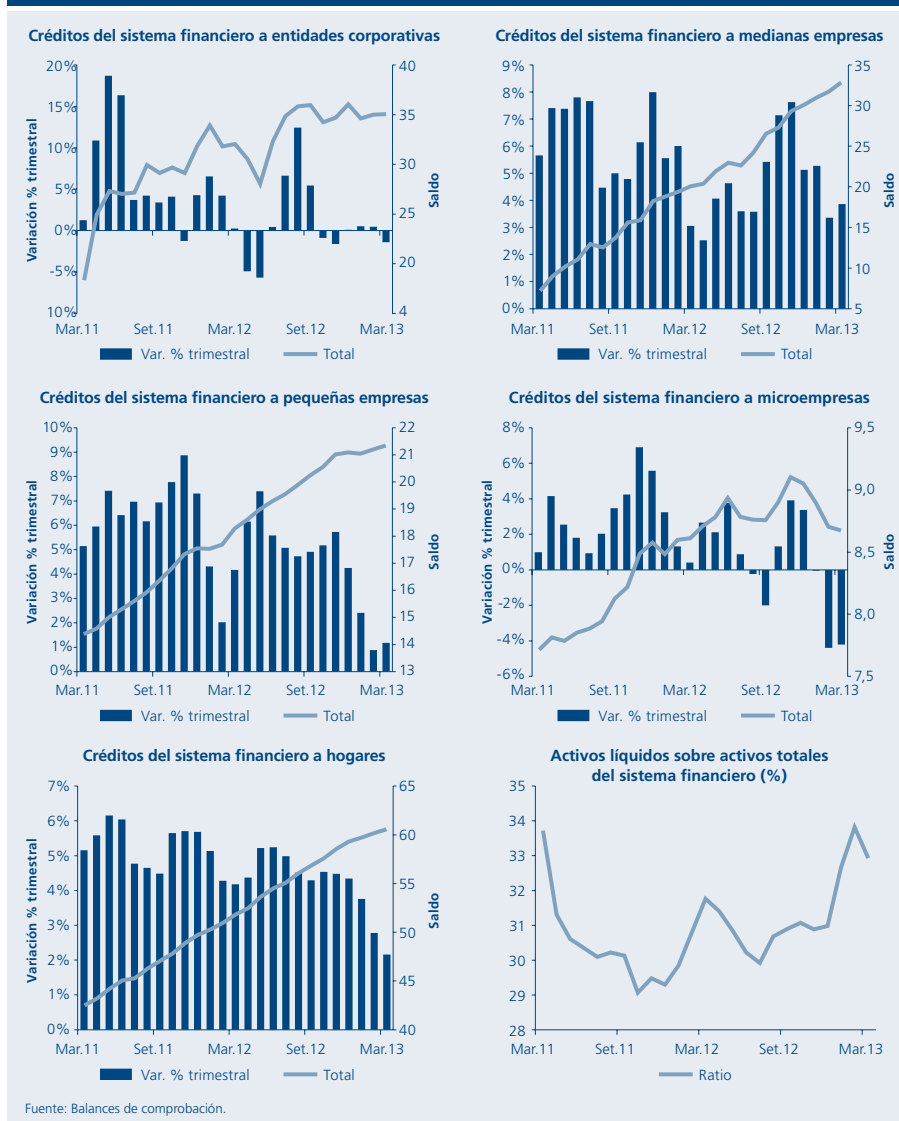 Créditos del sistema financiero a entidades corporativas
Variación % trimestral
20%
15%
10%
5%
0%
-5%
10%
40
35
30
25
20
4
Saldo
Mar.11 Set.11 Mar.12 Set.12 Mar.13
Var. % trimestral Total
Créditos del sistema financiero a medianas empresas
Variación % trimestral
9%
8%
7%
6%
5%
4%
3%
2%
1%
0%
35
30
25
20
15
10
5
Saldo
Mar.11 Set.11 Mar.12 Set.12 Mar.13
Var. % trimestral Total
Créditos del sistema financiero a pequeñas empresas
Variación % trimestral
10%
9%
8%
7%
6%
5%
4%
3%
2%
1%
0%
22
21
20
19
18
17
16
15
14
13
Saldo
Mar.11 Set.11 Mar.12 Set.12 Mar.13
Var. % trimestral Total
Créditos del sistema financiero a microempresas
Variación % trimestral
8%
6%
4%
2%
0%
-2%
-4%
-6%
9,5
9,0
8,5
8,0
7,5
Saldo
Mar.11 Set.11 Mar.12 Set.12 Mar.13
Var. % trimestral Total
Créditos del sistema financiero a hogares
Variación % trimestral
7%
6%
5%
4%
3%
2%
1%
0%
65
60
55
50
45
40
Saldo
Mar.11 Set.11 Mar.12 Set.12 Mar.13
Var. % trimestral Total
Activos líquidos sobre activos totales
del sistema financiero (%)
35
34
33
32
31
30
29
28
Mar.11 Set.11 Mar.12 Set.12 Mar.13
Ratio
Fuente: Balances de comprobación.